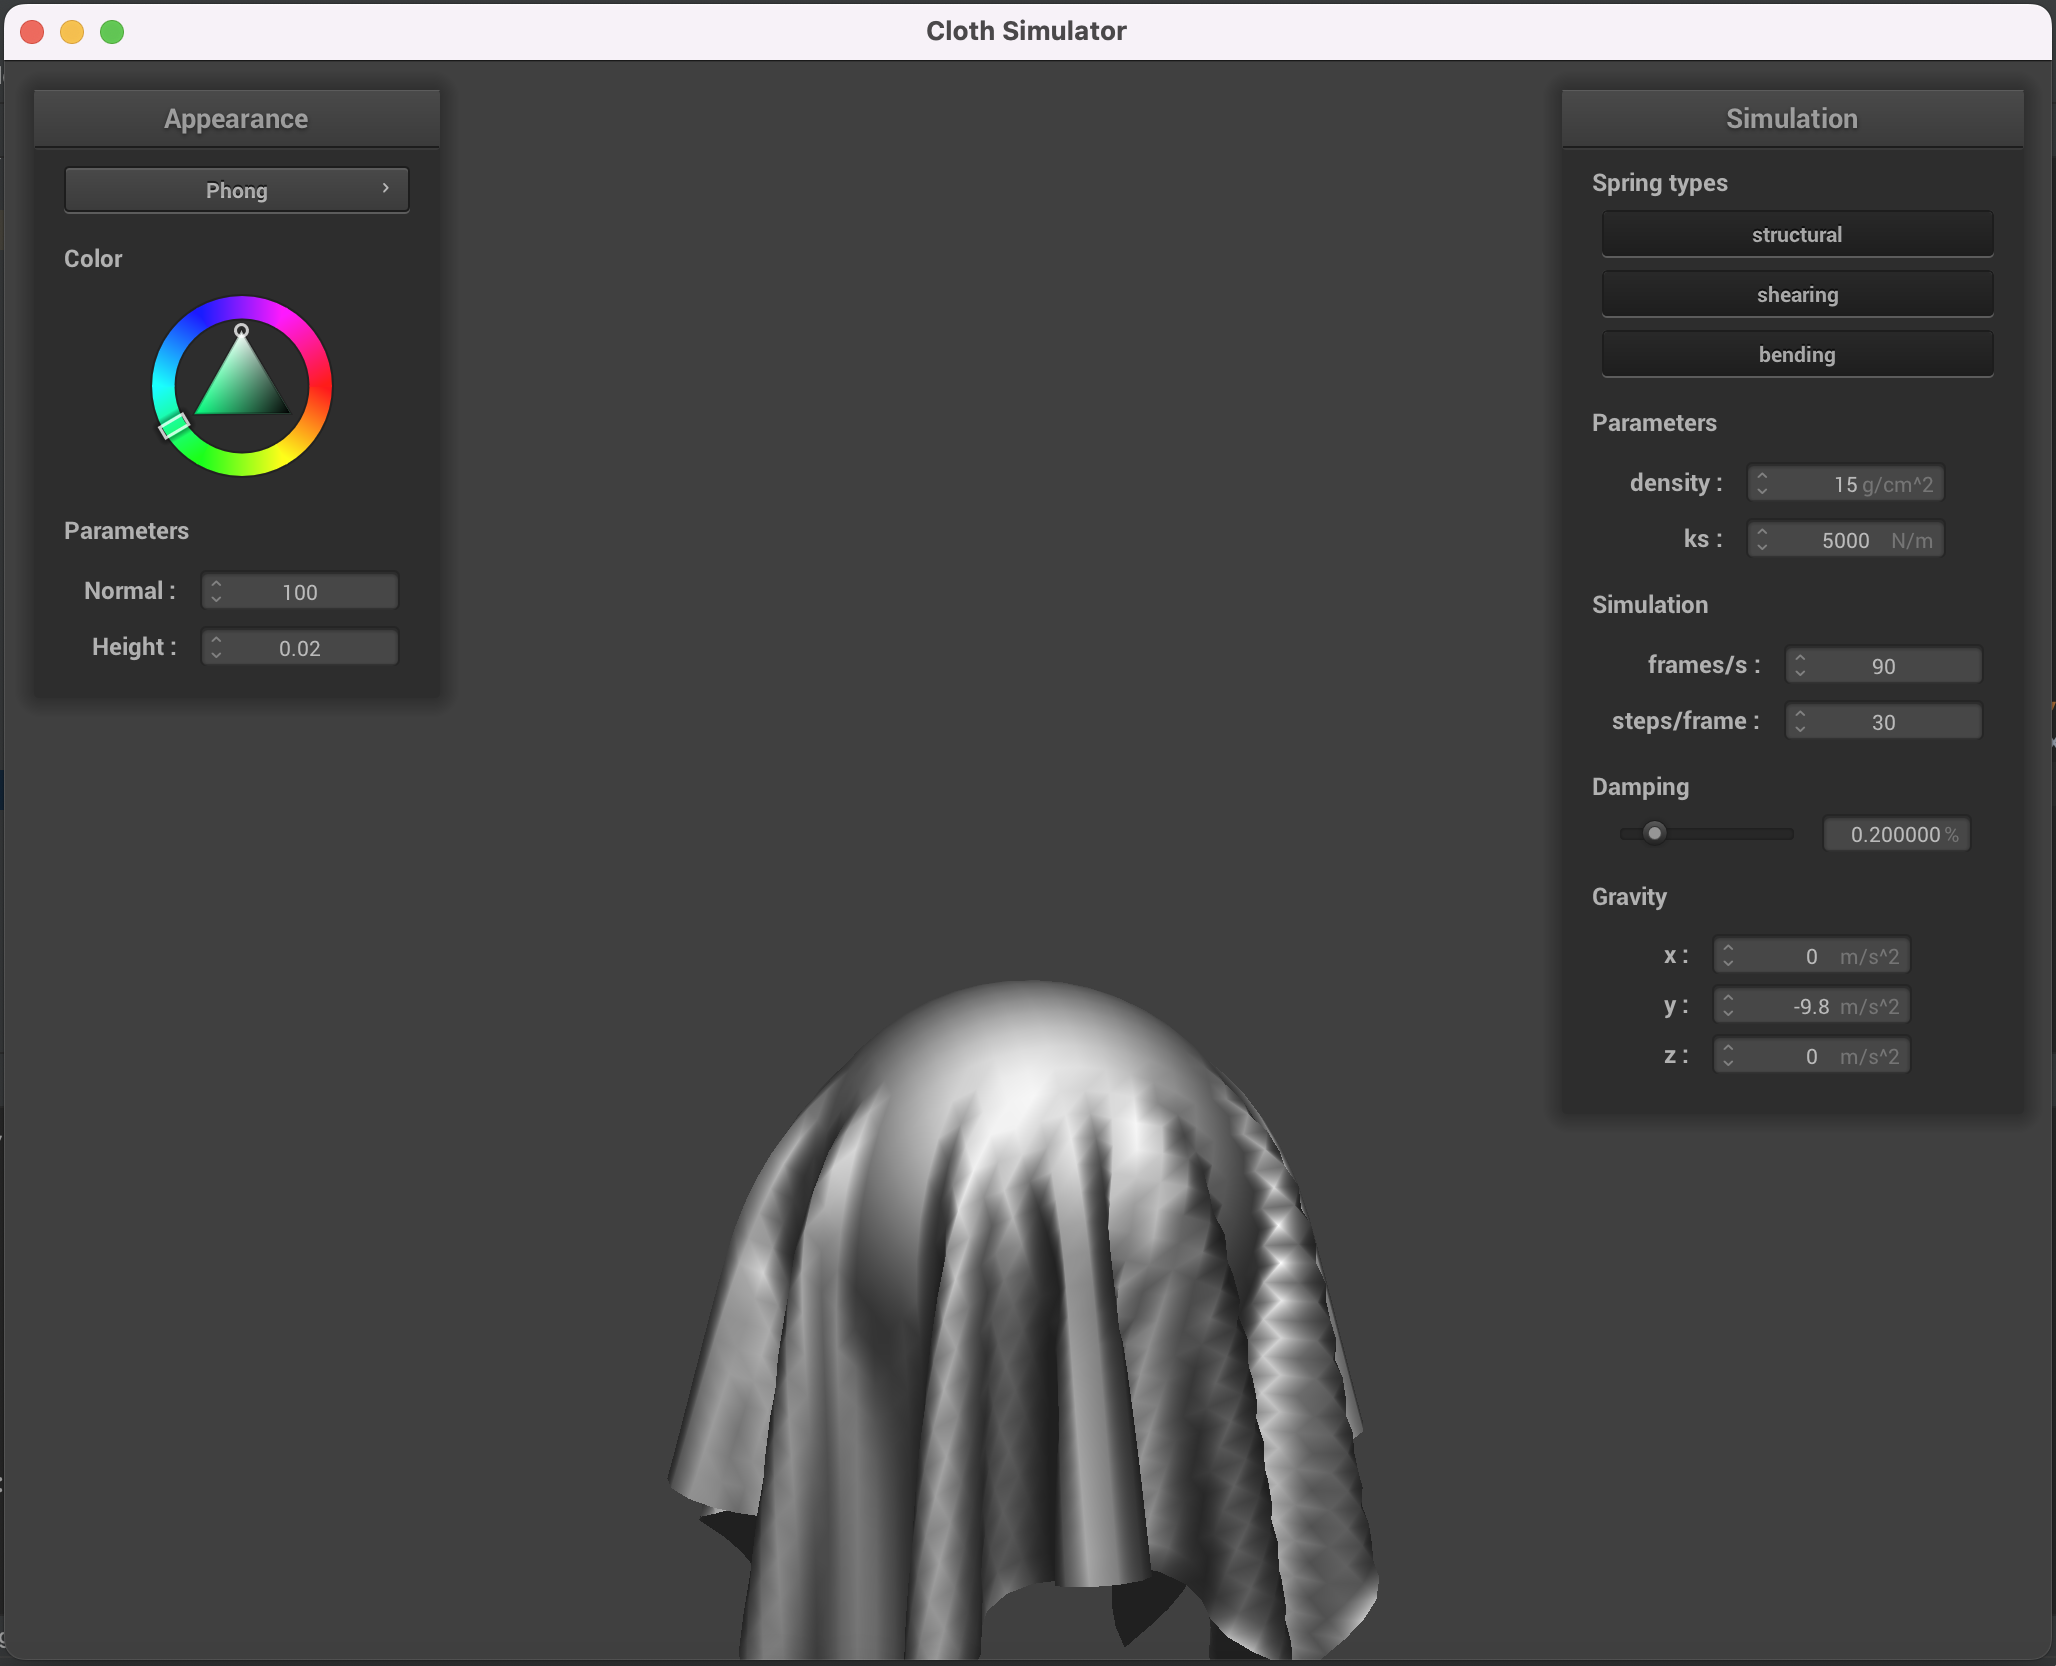 Cloth Simulator
Appearance
Phong
Color
Parameters
Normal : 100
Height : 0.02
Simulation
Spring types
structural
shearing
bending
Parameters
density : 15 g/cm^2
ks : 5000 N/m
Simulation
frames/s : 90
steps/frame : 30
Damping
0.200000 %
Gravity
x : 0 m/s^2
y : -9.8 m/s^2
z : 0 m/s^2